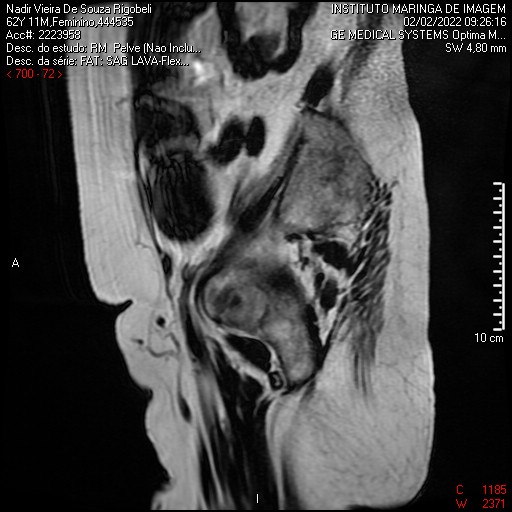 Nadir Vieira De Souza Rigobeli
62Y 11M,Feminino,444535
Acc#: 2223953
Desc. do estudo: RM  Pelve (Nao Inclu...
Desc. da série: FAT: SAG LAVA-Flex...
< 700 - 72 >
INSTITUTO MARINGA DE IMAGEM
02/02/2022 09:26:16
GE MEDICAL SYSTEMS Optima M...
SW 4,80 mm
A
10 cm
I
C 1185
W 2371